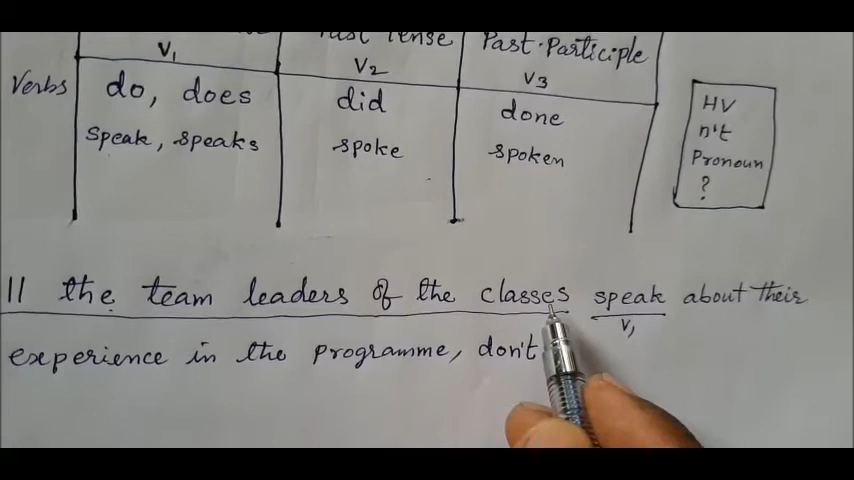 Past Tense Past Participle
V1 V2 V3
Verbs do, does did done
speak, speaks spoke spoken
HV
n't
Pronoun
?
ll the team leaders of the classes speak about their
V1
experience in the programme, don't